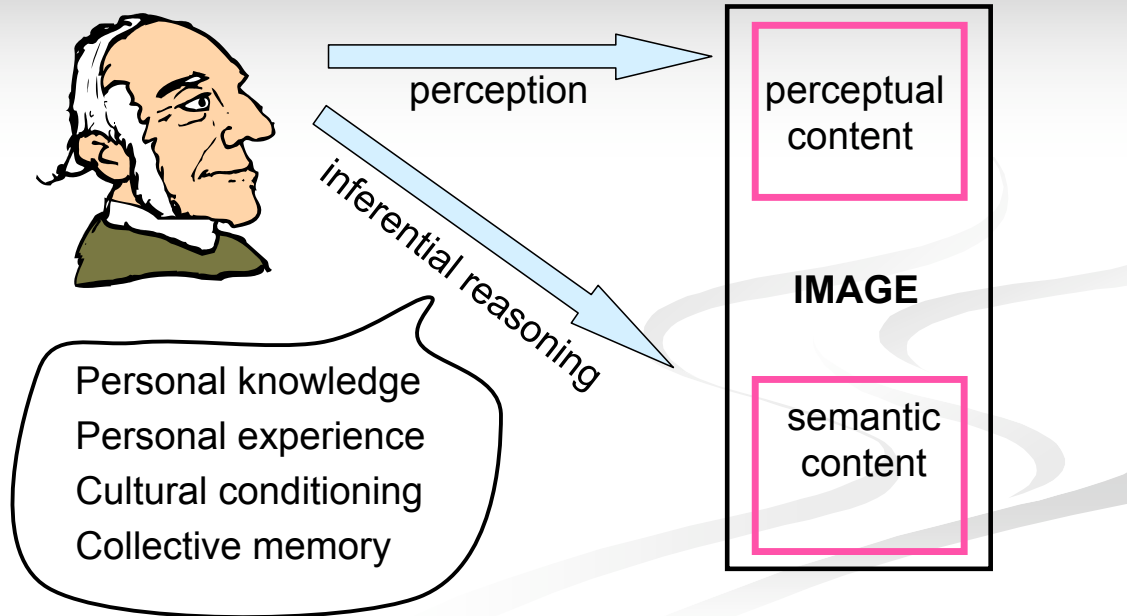 perception
perceptual
content
inferential reasoning
IMAGE
Personal knowledge
Personal experience
Cultural conditioning
Collective memory
semantic
content